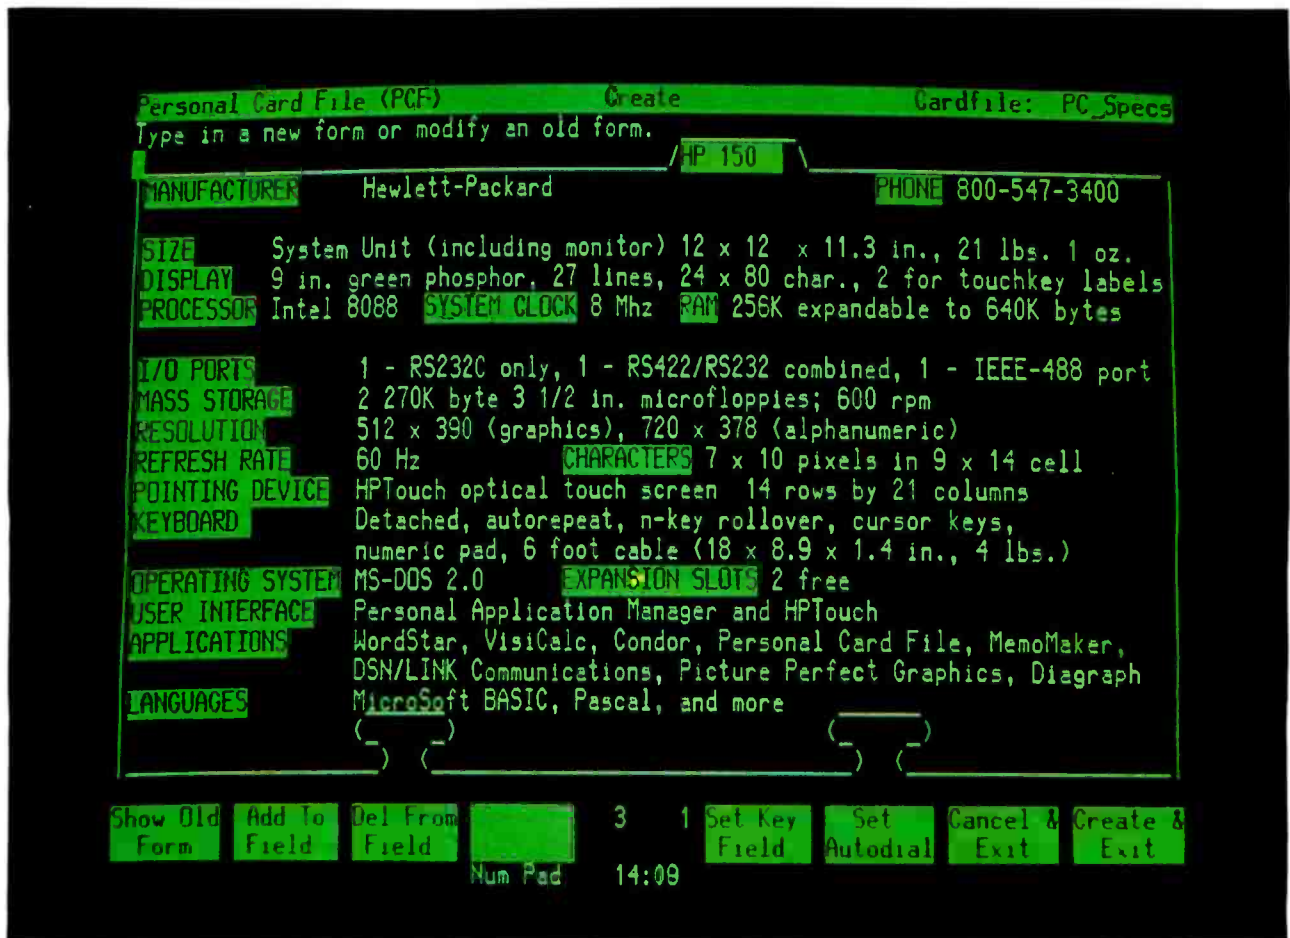 Personal Card File (PCF) Create Cardfile: PC_Specs
Type in a new form or modify an old form.
HP 150
MANUFACTURER Hewlett-Packard PHONE 800-547-3400
SIZE System Unit (including monitor) 12 x 12 x 11.3 in., 21 lbs. 1 oz.
DISPLAY 9 in. green phosphor, 27 lines, 24 x 80 char., 2 for touchkey labels
PROCESSOR Intel 8088 SYSTEM CLOCK 8 Mhz RAM 256K expandable to 640K bytes
I/O PORTS 1 - RS232C only, 1 - RS422/RS232 combined, 1 - IEEE-488 port
MASS STORAGE 2 270K byte 3 1/2 in. microfloppies; 600 rpm
RESOLUTION 512 x 390 (graphics), 720 x 378 (alphanumeric)
REFRESH RATE 60 Hz CHARACTERS 7 x 10 pixels in 9 x 14 cell
POINTING DEVICE HPTouch optical touch screen 14 rows by 21 columns
KEYBOARD Detached, autorepeat, n-key rollover, cursor keys,
numeric pad, 6 foot cable (18 x 8.9 x 1.4 in., 4 lbs.)
OPERATING SYSTEM MS-DOS 2.0 EXPANSION SLOTS 2 free
USER INTERFACE Personal Application Manager and HPTouch
APPLICATIONS WordStar, VisiCalc, Condor, Personal Card File, MemoMaker,
DSN/LINK Communications, Picture Perfect Graphics, Diagraph
LANGUAGES MicroSoft BASIC, Pascal, and more
Show Old Add To Del From 3 1 Set Key Set Cancel & Create &
Form Field Field Field Autodial Exit Exit
Num Pad 14:09